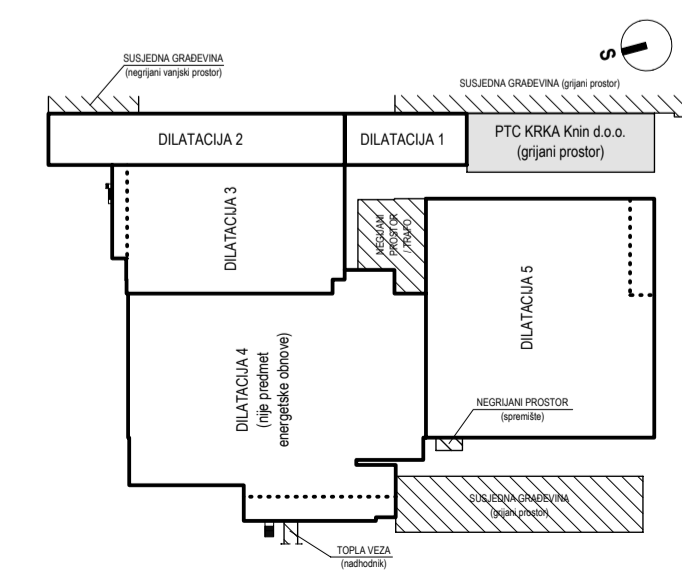 S
SUSJEDNA GRAĐEVINA
(negrijani vanjski prostor)
SUSJEDNA GRAĐEVINA (grijani prostor)
DILATACIJA 2
DILATACIJA 1
PTC KRKA Knin d.o.o.
(grijani prostor)
DILATACIJA 3
NEGIJANI
PROSTOR
I TRAFO
DILATACIJA 5
DILATACIJA 4
(nije predmet
energetske obnove)
NEGRIJANI PROSTOR
(spremište)
SUSJEDNA GRAĐEVINA
(grijani prostor)
TOPLA VEZA
(nadhodnik)